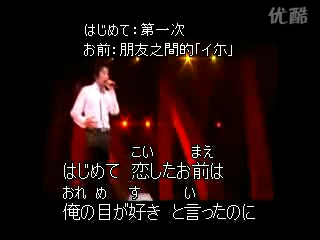 优酷
はじめて：第一次
お前：朋友之間的「イホ」
こい まえ
はじめて 恋したお前は
おれ め す い
俺の目が好き と言ったのに